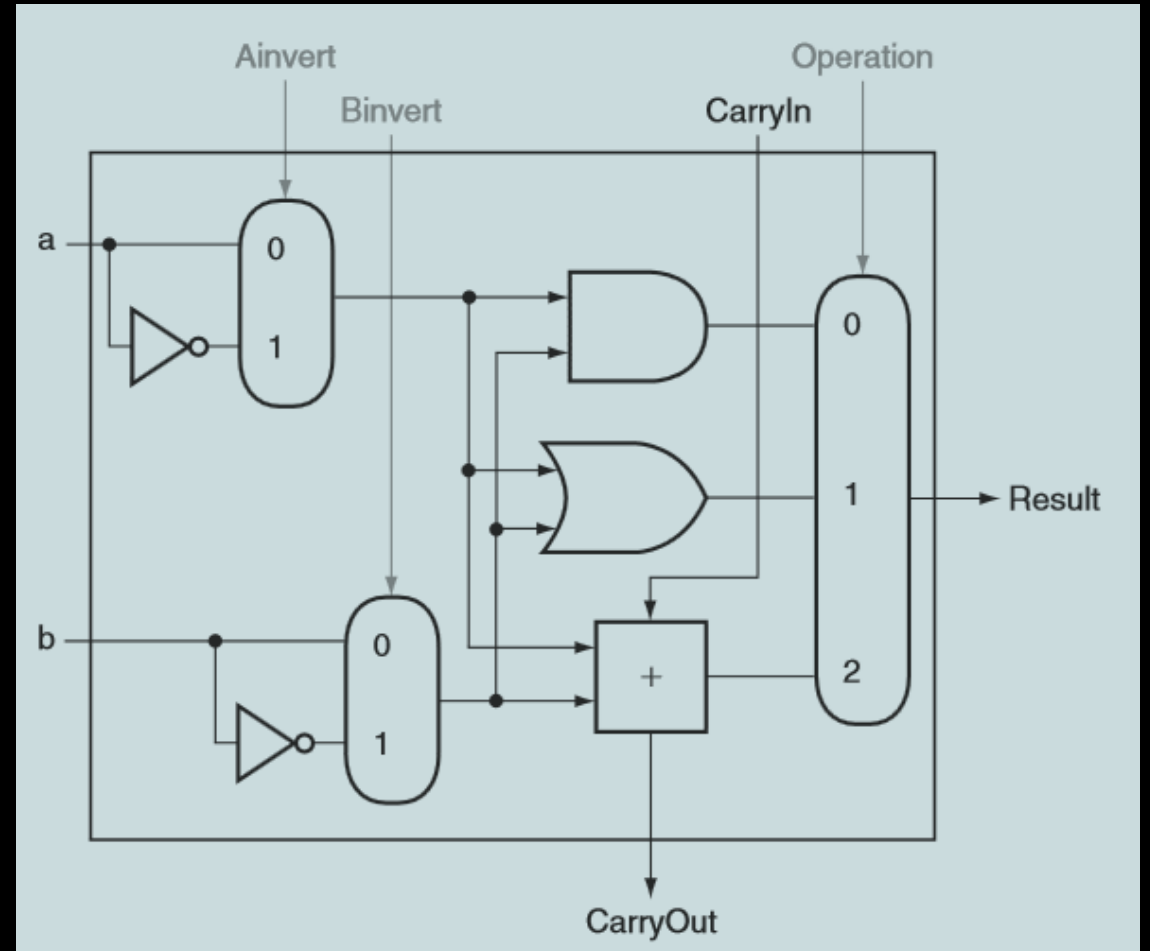 Ainvert
Operation
Binvert
CarryIn
a
0
1
0
1
Result
b
0
1
+
2
CarryOut